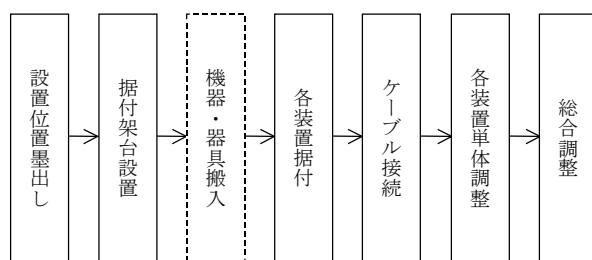 設置位置墨出し
据付架台設置
機器・器具搬入
各装置据付
ケーブル接続
各装置単体調整
総合調整